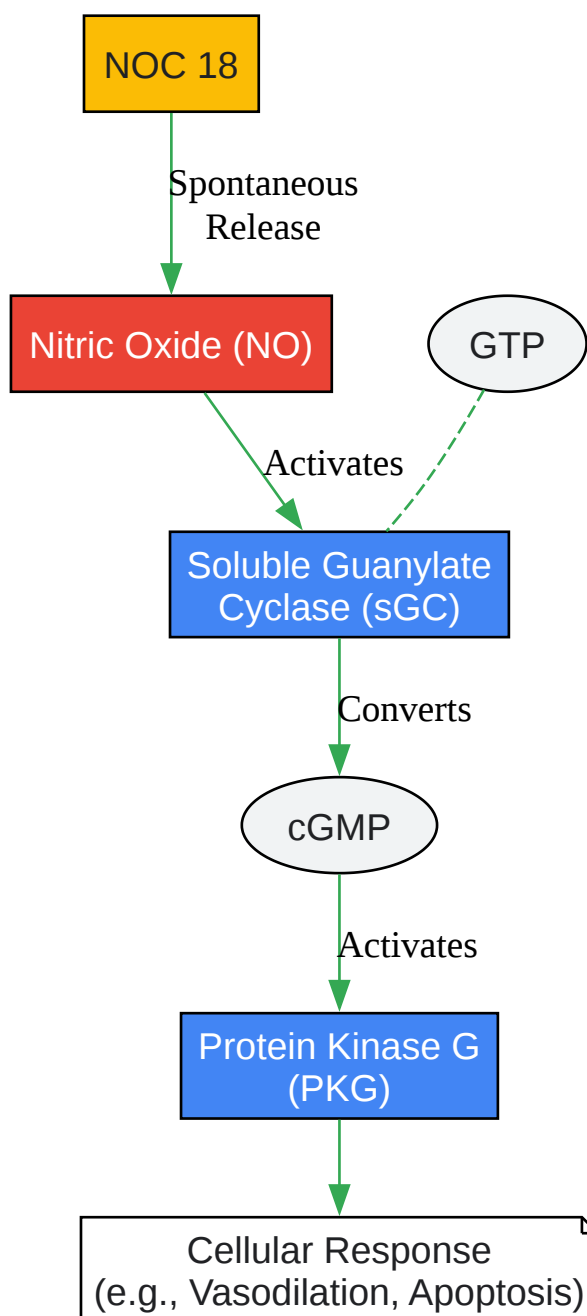 NOC 18
Spontaneous
Release
Nitric Oxide (NO)
GTP
Activates
Soluble Guanylate
Cyclase (sGC)
Converts
cGMP
Activates
Protein Kinase G
(PKG)
Cellular Response
(e.g., Vasodilation, Apoptosis)